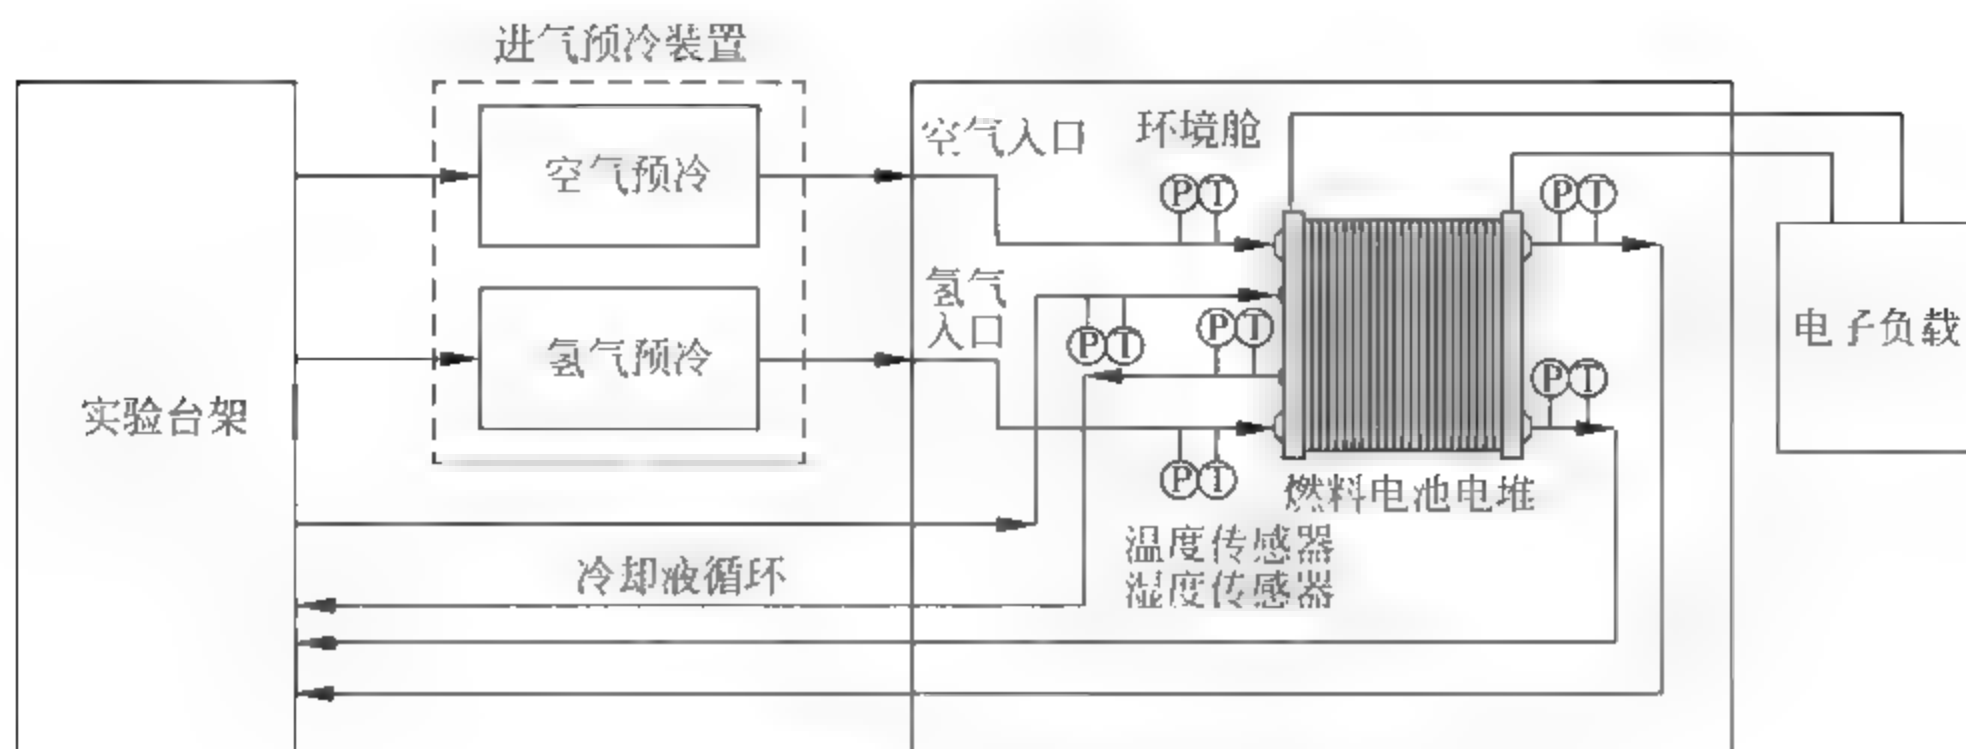 进气预冷装置
空气预冷
空气入口
环境舱
P T
P T
氢气
入口
P T
P T
电子负载
氢气预冷
P T
实验台架
P T
燃料电池电堆
温度传感器
湿度传感器
冷却液循环